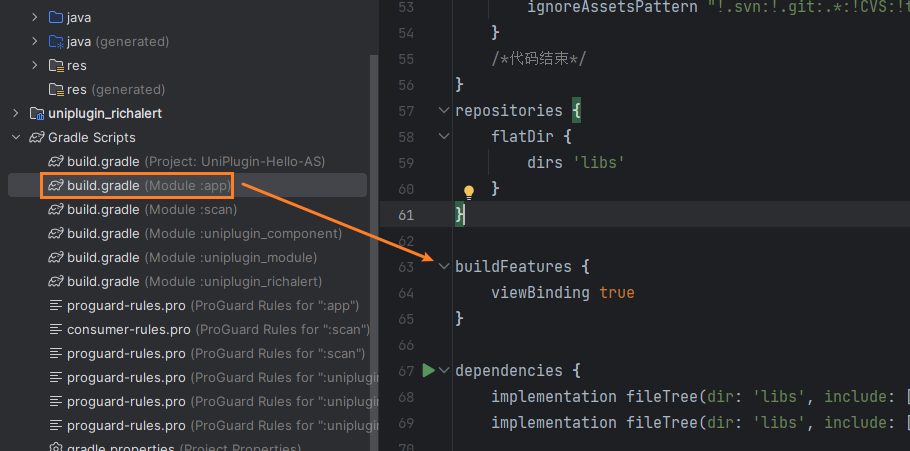 java
java (generated)
res
res (generated)
uniplugin_richalert
Gradle Scripts
build.gradle (Project: UniPlugin-Hello-AS)
build.gradle (Module :app)
build.gradle (Module :scan)
build.gradle (Module :uniplugin_component)
build.gradle (Module :uniplugin_module)
build.gradle (Module :uniplugin_richalert)
proguard-rules.pro (ProGuard Rules for ":app")
consumer-rules.pro (ProGuard Rules for ":scan")
proguard-rules.pro (ProGuard Rules for ":scan")
proguard-rules.pro (ProGuard Rules for ":uniplugin
proguard-rules.pro (ProGuard Rules for ":uniplugin
proguard-rules.pro (ProGuard Rules for ":uniplugin
gradle.properties (Project Properties)
53 ignoreAssetsPattern "!.svn:!.git:.*:!CVS:!t
54 }
55 /*代码结束*/
56 }
57 repositories {
58 flatDir {
59 dirs 'libs'
60 }
61 }
62
63 buildFeatures {
64 viewBinding true
65 }
66
67 dependencies {
68 implementation fileTree(dir: 'libs', include: [
69 implementation fileTree(dir: 'libs', include: [
70